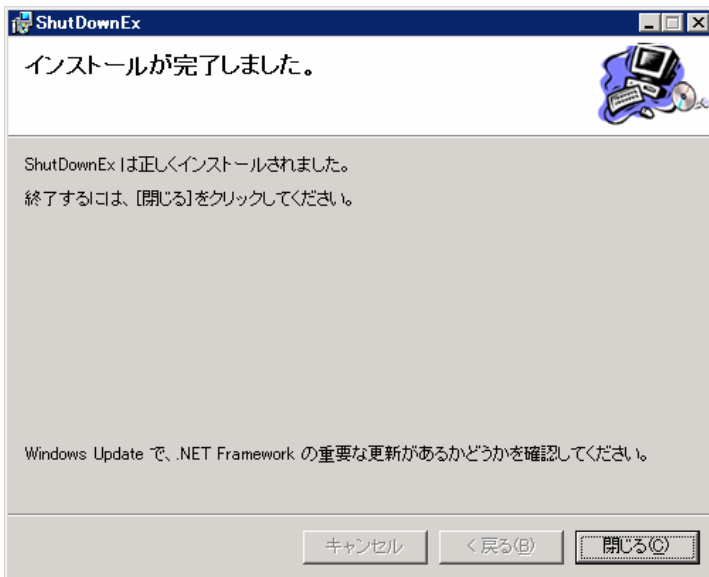 ShutDownEx
インストールが完了しました。
ShutDownEx は正しくインストールされました。
終了するには、[閉じる]をクリックしてください。
Windows Update で、.NET Framework の重要な更新があるかどうかを確認してください。
キャンセル
< 戻る(B)
閉じる(C)